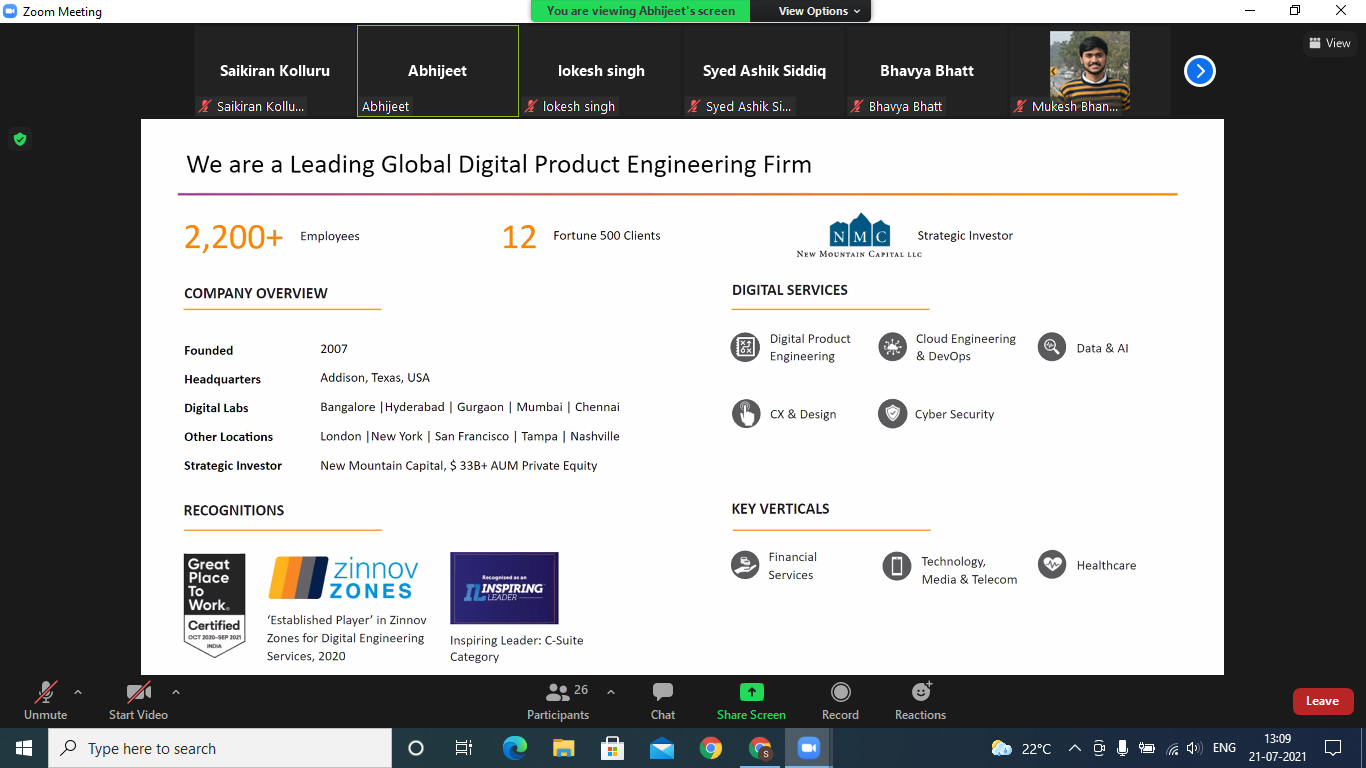 Zoom Meeting
You are viewing Abhijeet's screen
View Options
View
Saikiran Kolluru
Abhijeet
lokesh singh
Syed Ashik Siddiq
Bhavya Bhatt
Saikiran Kollu...
Abhijeet
lokesh singh
Syed Ashik Si...
Bhavya Bhatt
Mukesh Bhan...
We are a Leading Global Digital Product Engineering Firm
2,200+ Employees
12 Fortune 500 Clients
NMC
NEW MOUNTAIN CAPITAL LLC
Strategic Investor
COMPANY OVERVIEW
Founded 2007
Headquarters Addison, Texas, USA
Digital Labs Bangalore |Hyderabad | Gurgaon | Mumbai | Chennai
Other Locations London |New York | San Francisco | Tampa | Nashville
Strategic Investor New Mountain Capital, $ 33B+ AUM Private Equity
DIGITAL SERVICES
Digital Product
Engineering
Cloud Engineering
& DevOps
Data & AI
CX & Design
Cyber Security
RECOGNITIONS
Great
Place
To
Work®
Certified
OCT 2020-SEP 2021
INDIA
zinnov
ZONES
'Established Player' in Zinnov
Zones for Digital Engineering
Services, 2020
Recognised as an
IL INSPIRING
LEADER
Inspiring Leader: C-Suite
Category
KEY VERTICALS
Financial
Services
Technology,
Media & Telecom
Healthcare
Unmute
Start Video
26
Participants
Chat
Share Screen
Record
Reactions
Leave
Type here to search
S
22°C
ENG
13:09
21-07-2021